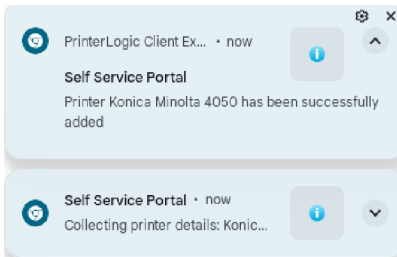 PrinterLogic Client Ex... • now
Self Service Portal
Printer Konica Minolta 4050 has been successfully
added
Self Service Portal • now
Collecting printer details: Konic...